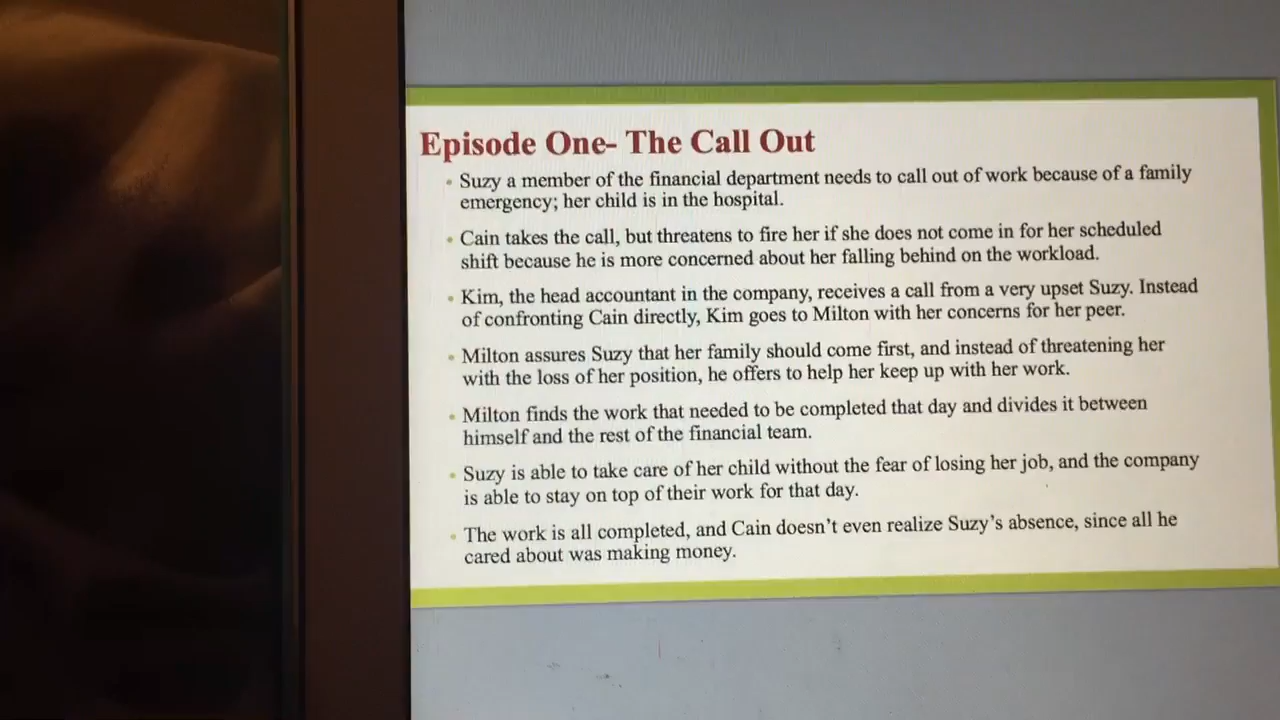 Episode One- The Call Out
• Suzy a member of the financial department needs to call out of work because of a family
emergency; her child is in the hospital.
• Cain takes the call, but threatens to fire her if she does not come in for her scheduled
shift because he is more concerned about her falling behind on the workload.
• Kim, the head accountant in the company, receives a call from a very upset Suzy. Instead
of confronting Cain directly, Kim goes to Milton with her concerns for her peer.
• Milton assures Suzy that her family should come first, and instead of threatening her
with the loss of her position, he offers to help her keep up with her work.
• Milton finds the work that needed to be completed that day and divides it between
himself and the rest of the financial team.
• Suzy is able to take care of her child without the fear of losing her job, and the company
is able to stay on top of their work for that day.
• The work is all completed, and Cain doesn’t even realize Suzy’s absence, since all he
cared about was making money.